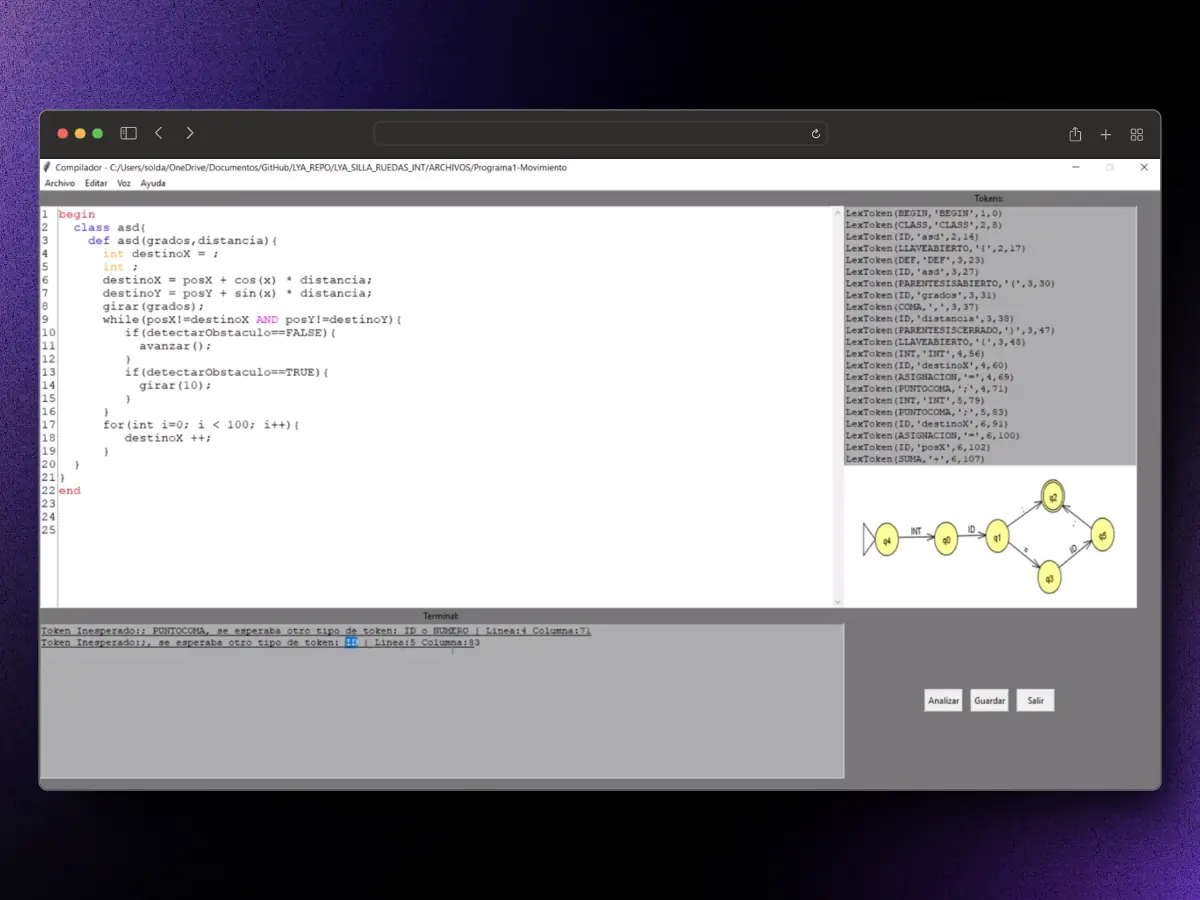 Compilador - C:/Users/solda/OneDrive/Documentos/GitHub/LYA_REPO/LYA_SILLA_RUEDAS_INT/ARCHIVOS/Programa1-Movimiento
Archivo Editar Voz Ayuda
1 begin
2 class asd{
3 def asd(grados,distancia){
4 int destinoX = ;
5 int ;
6 destinoX = posX + cos(x) * distancia;
7 destinoY = posY + sin(x) * distancia;
8 girar(grados);
9 while(posX!=destinoX AND posY!=destinoY){
10 if(detectarObstaculo==FALSE){
11 avanzar();
12 }
13 if(detectarObstaculo==TRUE){
14 girar(10);
15 }
16 }
17 for(int i=0; i < 100; i++){
18 destinoX ++;
19 }
20 }
21 }
22 end
23
24
25
Tokens:
LexToken(BEGIN,'BEGIN',1,0)
LexToken(CLASS,'CLASS',2,8)
LexToken(ID,'asd',2,14)
LexToken(LLAVEABIERTO,'{',2,17)
LexToken(DEF,'DEF',3,23)
LexToken(ID,'asd',3,27)
LexToken(PARENTESISABIERTO,'(',3,30)
LexToken(ID,'grados',3,31)
LexToken(COMA,',',3,37)
LexToken(ID,'distancia',3,38)
LexToken(PARENTESISCERRADO,')',3,47)
LexToken(LLAVEABIERTO,'{',3,48)
LexToken(INT,'INT',4,56)
LexToken(ID,'destinoX',4,60)
LexToken(ASIGNACION,'=',4,69)
LexToken(PUNTOCOMA,';',4,71)
LexToken(INT,'INT',5,79)
LexToken(PUNTOCOMA,';',5,83)
LexToken(ID,'destinoX',6,91)
LexToken(ASIGNACION,'=',6,100)
LexToken(ID,'posX',6,102)
LexToken(SUMA,'+',6,107)
q4 INT q0 ID q1 ; q2
= q3 ID q5 ;
Terminal:
Token Inesperado:; PUNTOCOMA, se esperaba otro tipo de token: ID o NUMERO | Linea:4 Columna:71
Token Inesperado:;, se esperaba otro tipo de token: ID | Linea:5 Columna:83
Analizar Guardar Salir